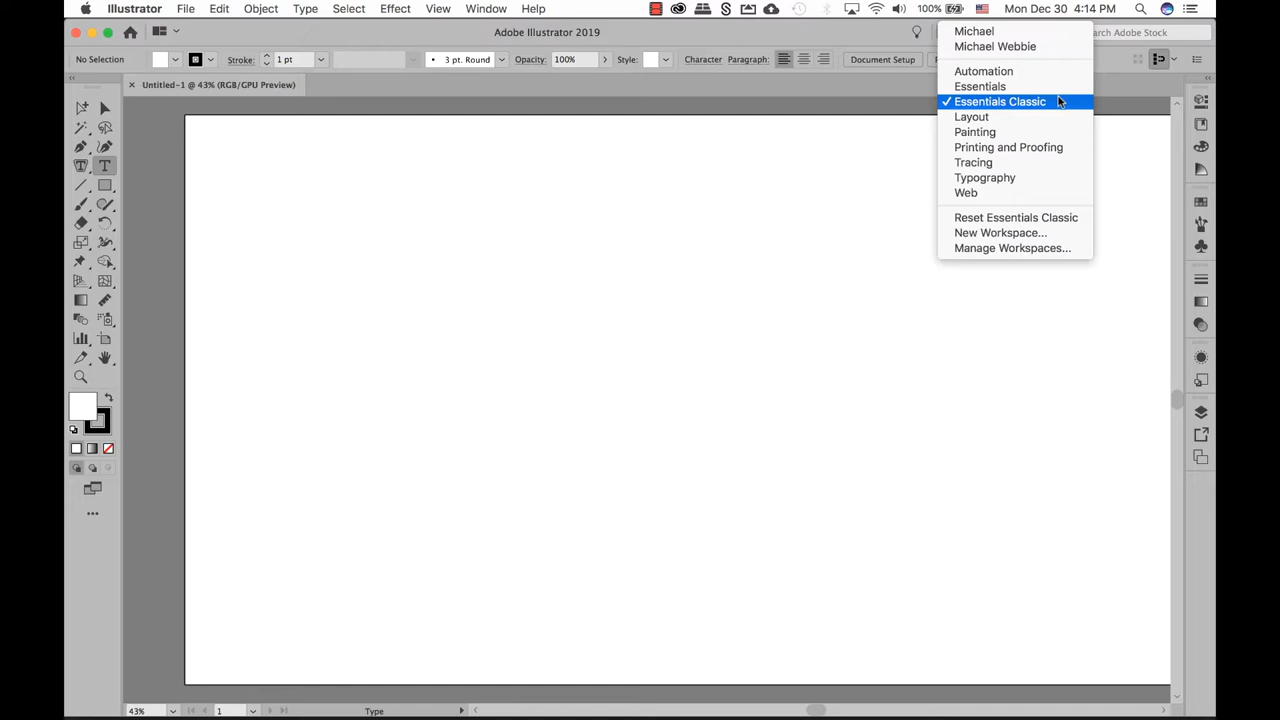 Illustrator File Edit Object Type Select Effect View Window Help 100% Mon Dec 30 4:14 PM
Adobe Illustrator 2019
arch Adobe Stock
Michael
Michael Webbie
Automation
Essentials
✓ Essentials Classic
Layout
Painting
Printing and Proofing
Tracing
Typography
Web
Reset Essentials Classic
New Workspace...
Manage Workspaces...
No Selection Stroke: 1 pt • 3 pt. Round Opacity: 100% Style: Character Paragraph: Document Setup
× Untitled-1 @ 43% (RGB/GPU Preview)
43% 1 Type